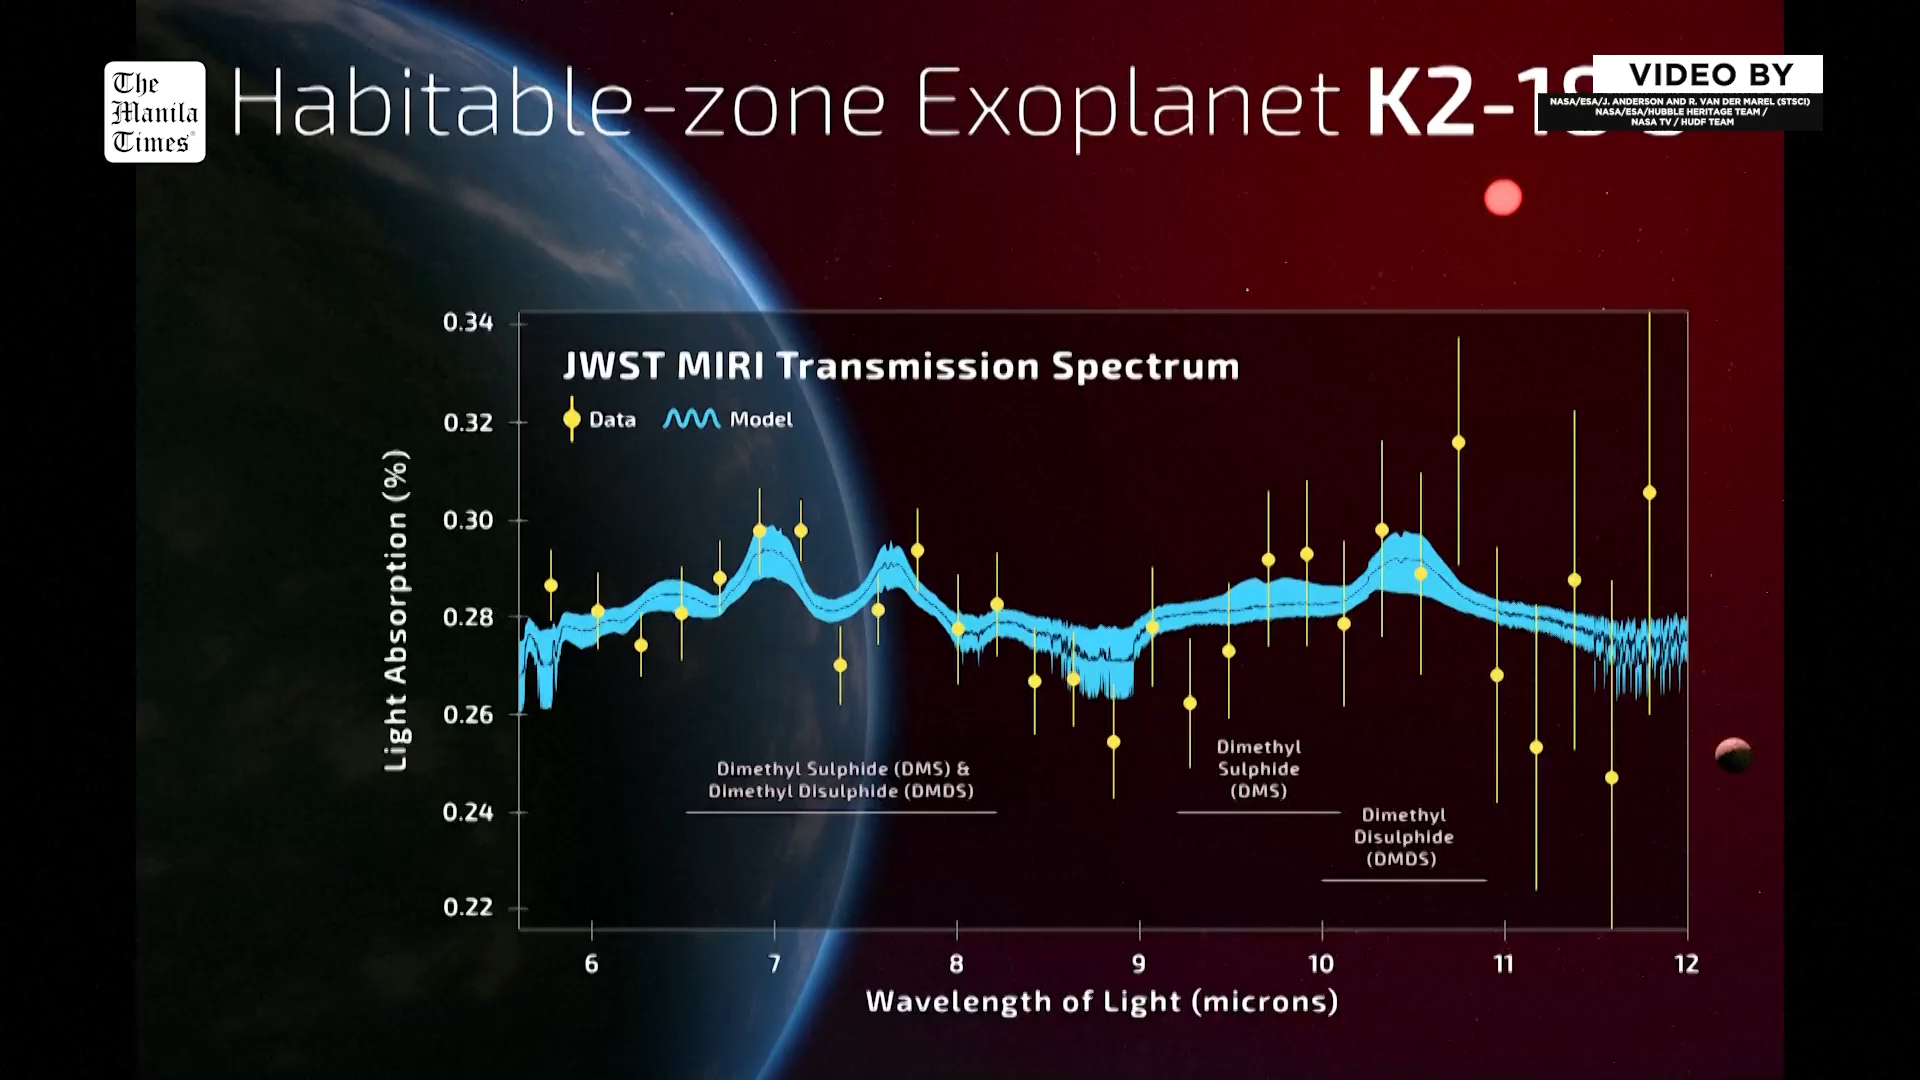 The
Manila
Times
Habitable-zone Exoplanet K2-18
VIDEO BY
NASA/ESA/J. ANDERSON AND R. VAN DER MAREL (STSCI)
NASA/ESA/HUBBLE HERITAGE TEAM /
NASA TV / HUDF TEAM
JWST MIRI Transmission Spectrum
Data
Model
Light Absorption (%)
0.34
0.32
0.30
0.28
0.26
0.24
0.22
Dimethyl Sulphide (DMS) &
Dimethyl Disulphide (DMDS)
Dimethyl
Sulphide
(DMS)
Dimethyl
Disulphide
(DMDS)
6 7 8 9 10 11 12
Wavelength of Light (microns)